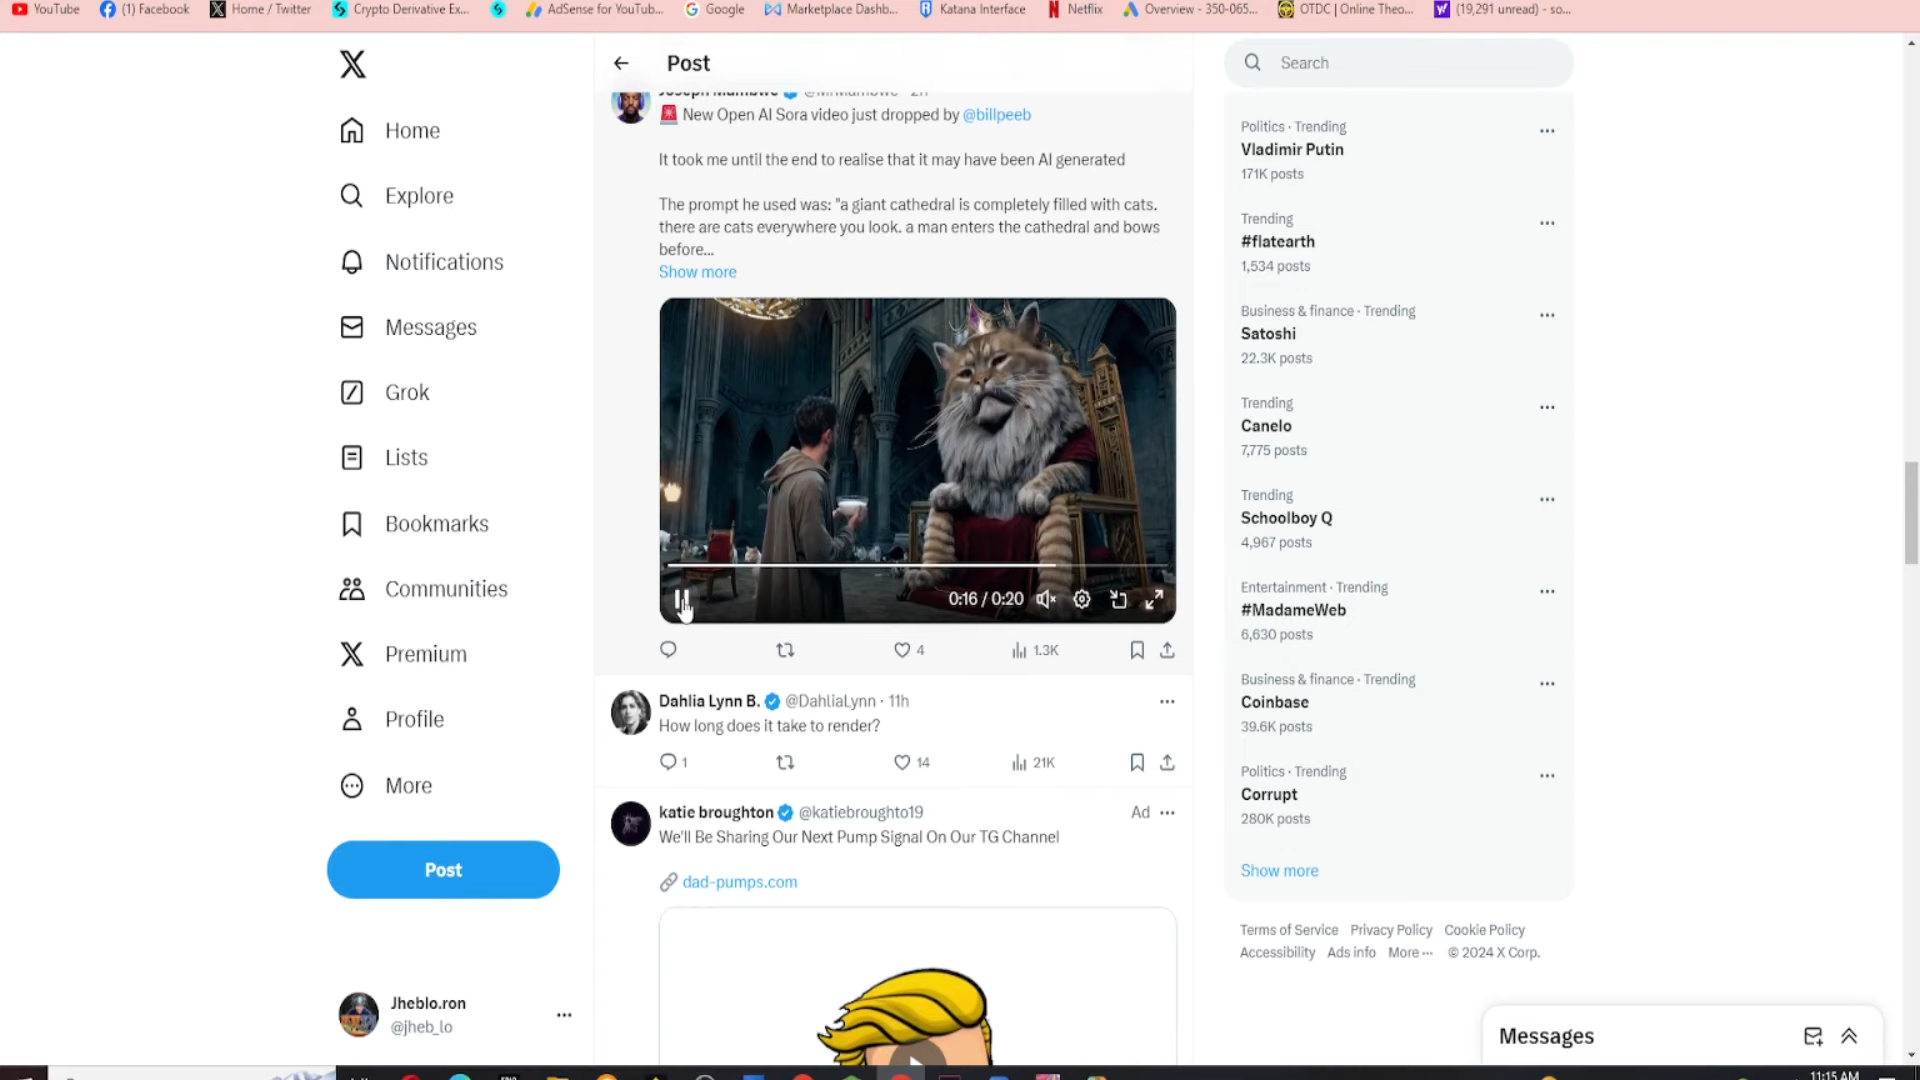 YouTube
(1) Facebook
Home / Twitter
Crypto Derivative Ex...
AdSense for YouTub...
Google
Marketplace Dashb...
Katana Interface
Netflix
Overview - 350-065...
OTDC | Online Theo...
(19,291 unread) - so...
Home
Explore
Notifications
Messages
Grok
Lists
Bookmarks
Communities
Premium
Profile
More
Post
Jheblo.ron
@jheb_lo
Post
Joseph Mambwe @MrMambwe · 2h
New Open AI Sora video just dropped by @billpeeb
It took me until the end to realise that it may have been AI generated
The prompt he used was: "a giant cathedral is completely filled with cats.
there are cats everywhere you look. a man enters the cathedral and bows
before...
Show more
0:16 / 0:20
4
1.3K
Dahlia Lynn B. @DahliaLynn · 11h
How long does it take to render?
1
14
21K
katie broughton @katiebroughto19 Ad
We'll Be Sharing Our Next Pump Signal On Our TG Channel
dad-pumps.com
Search
Politics · Trending
Vladimir Putin
171K posts
Trending
#flatearth
1,534 posts
Business & finance · Trending
Satoshi
22.3K posts
Trending
Canelo
7,775 posts
Trending
Schoolboy Q
4,967 posts
Entertainment · Trending
#MadameWeb
6,630 posts
Business & finance · Trending
Coinbase
39.6K posts
Politics · Trending
Corrupt
280K posts
Show more
Terms of Service Privacy Policy Cookie Policy
Accessibility Ads info More ··· © 2024 X Corp.
Messages
11:15 AM